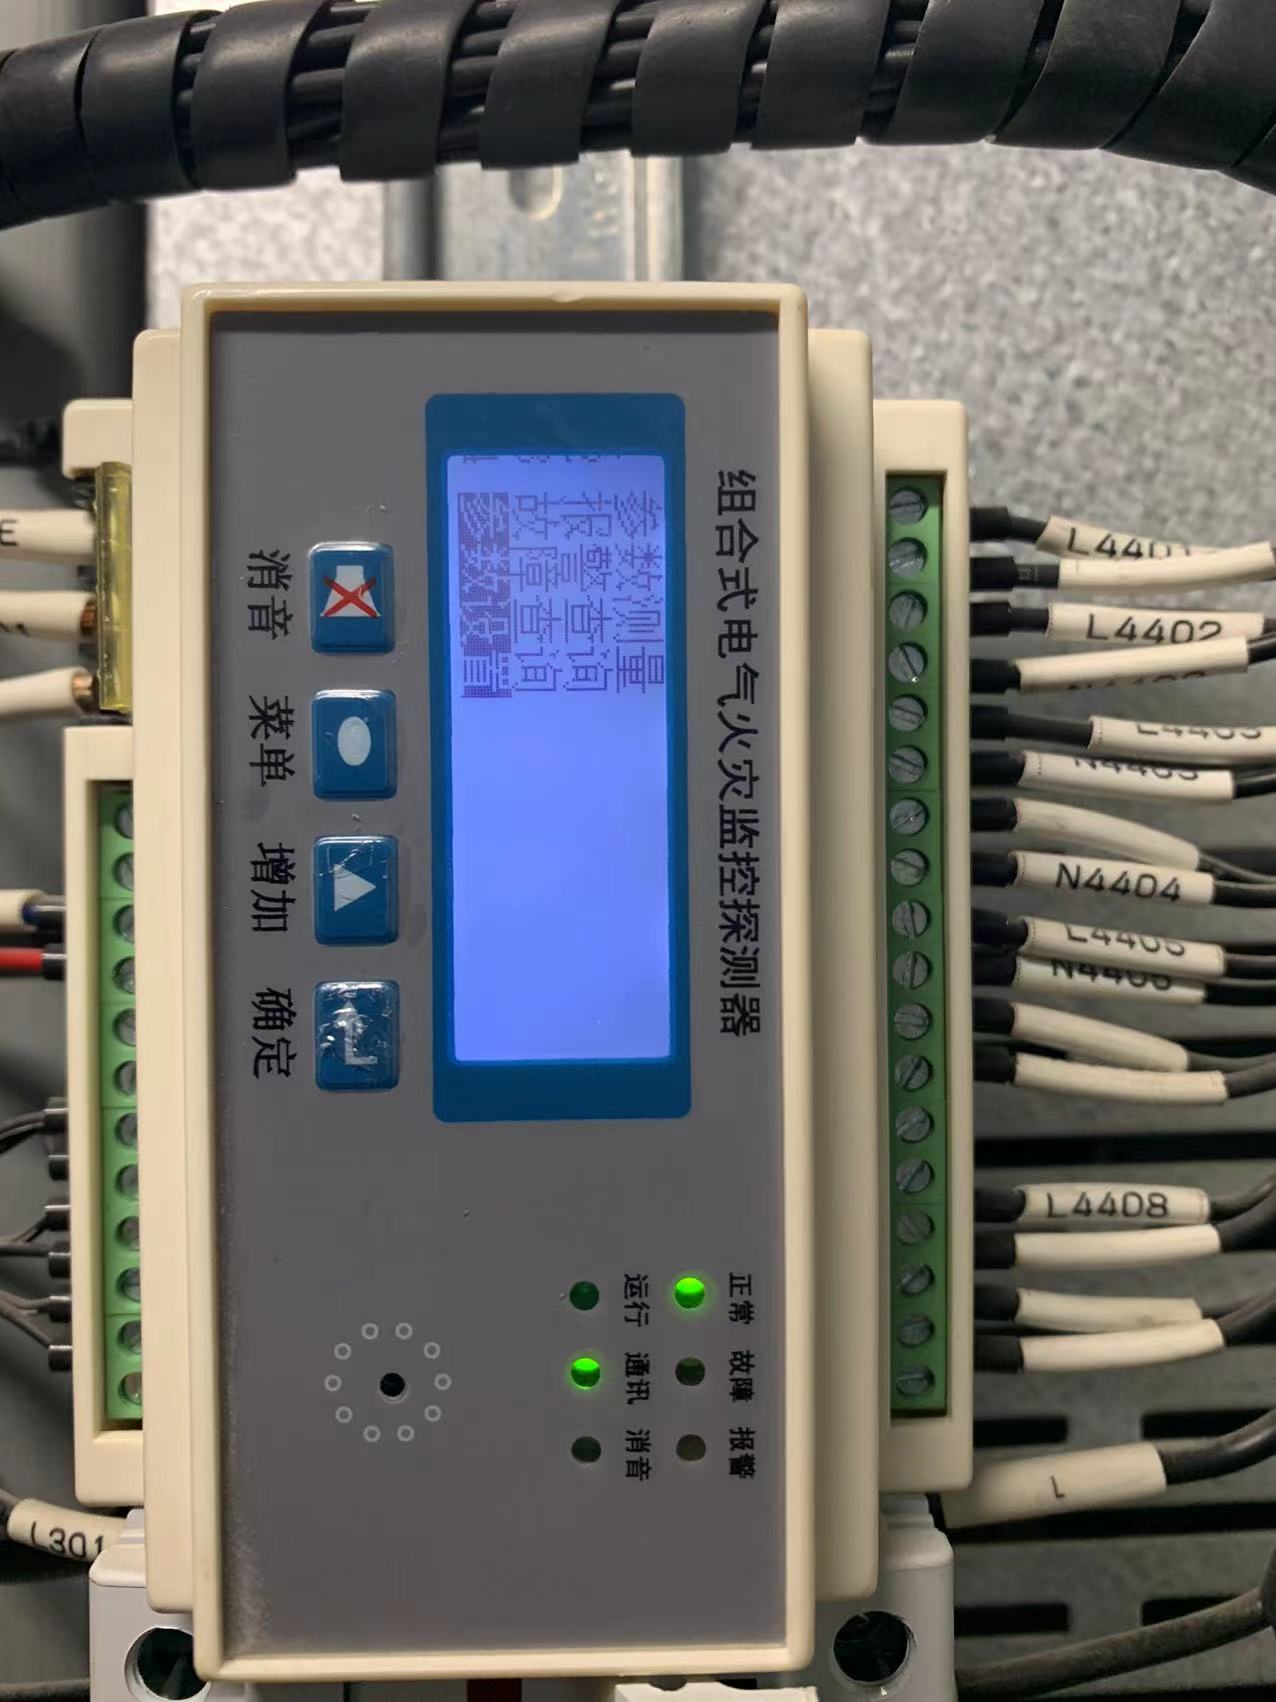 组合式电气火灾监控探测器
参数测量
报警查询
故障查询
消音
菜单
增加
确定
正常
故障
报警
运行
通讯
消音
L4402
N4404
L4408
L
L301